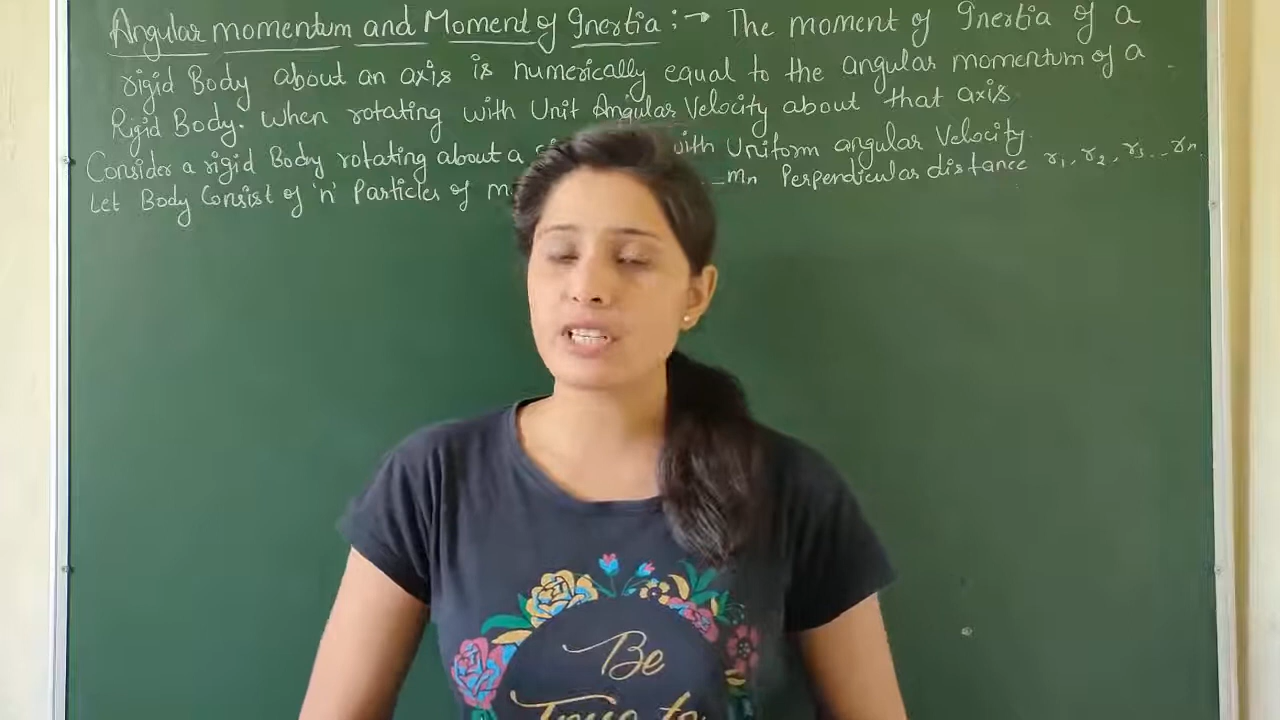 Angular momentum and Moment of Inertia :→ The moment of Inertia of a
rigid Body about an axis is numerically equal to the angular momentum of a
Rigid Body. When rotating with Unit Angular Velocity about that axis
Consider a rigid Body rotating about a with Uniform angular Velocity.
Let Body Consist of 'n' Particles of m mn Perpendicular distance r1, r2, r3...rn.
Be
True to